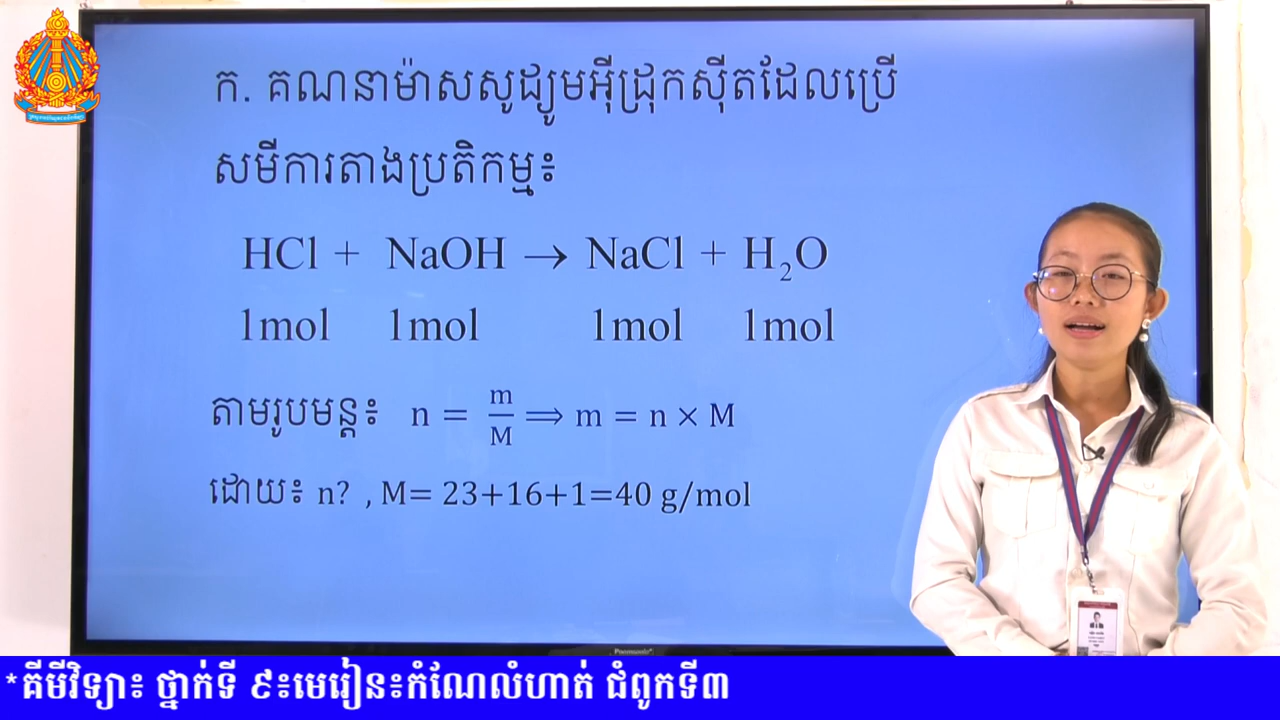 ក. គណនាម៉ាសសូដ្យូមអ៊ីដ្រុកស៊ីតដែលប្រើ
សមីការតាងប្រតិកម្ម៖
HCl + NaOH → NaCl + H₂O
1mol 1mol 1mol 1mol
តាមរូបមន្ត៖ n = m/M ⟹ m = n × M
ដោយ៖ n? , M= 23+16+1=40 g/mol
Panasonic
*គីមីវិទ្យា៖ ថ្នាក់ទី ៩៖មេរៀន៖កំណែលំហាត់ ជំពូកទី៣